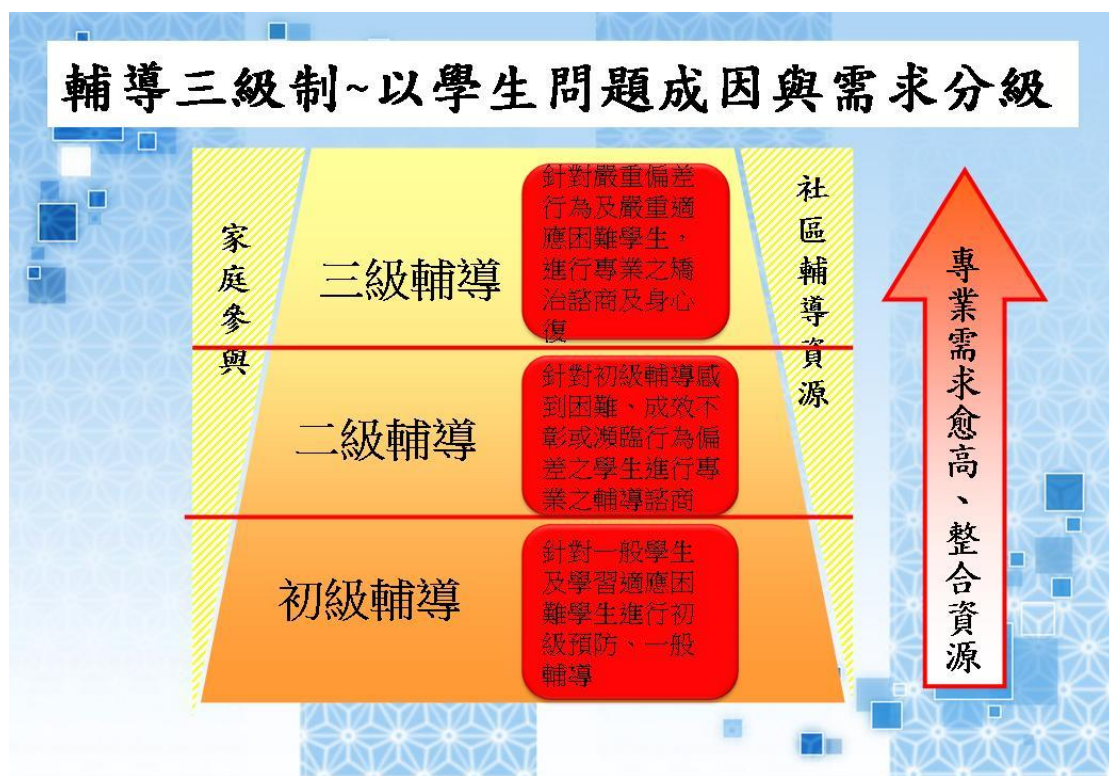 輔導三級制~以學生問題成因與需求分級
家庭參與
三級輔導
針對嚴重偏差
行為及嚴重適
應困難學生，
進行專業之矯
治諮商及身心
復
二級輔導
針對初級輔導感
到困難、成效不
彰或瀕臨行為偏
差之學生進行專
業之輔導諮商
初級輔導
針對一般學生
及學習適應困
難學生進行初
級預防、一般
輔導
社區輔導資源
專業需求愈高、整合資源